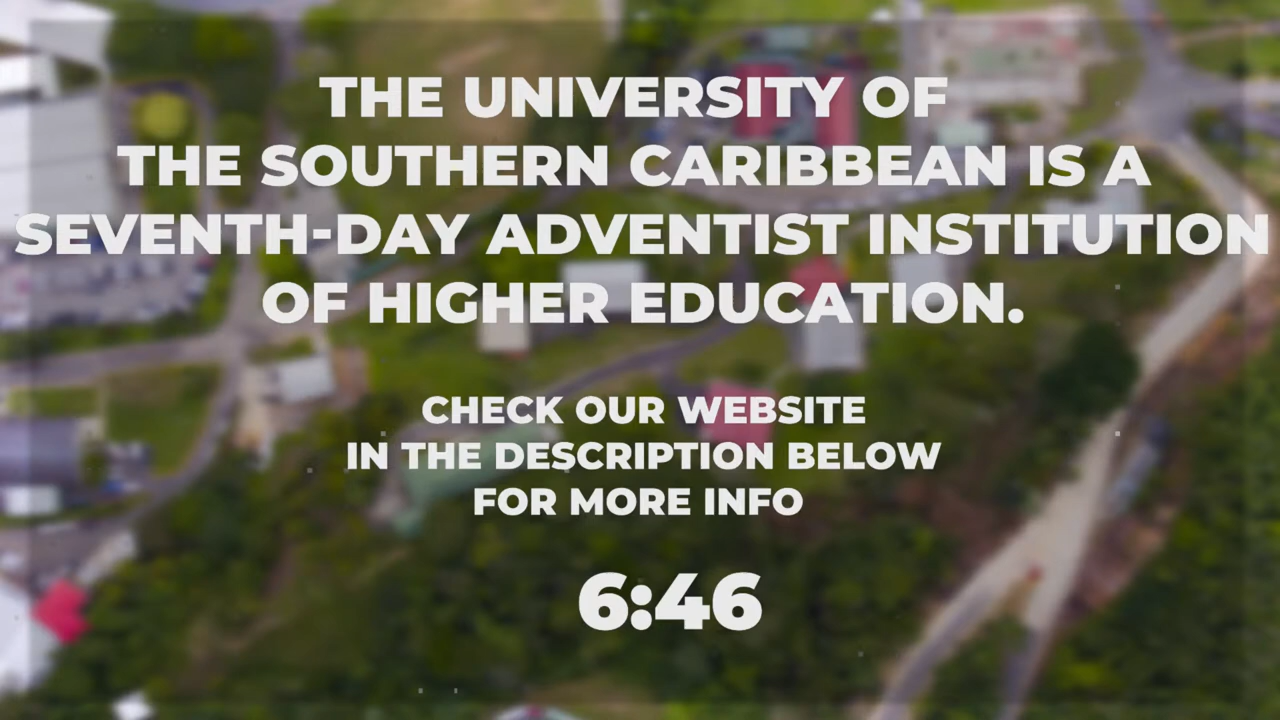 THE UNIVERSITY OF
THE SOUTHERN CARIBBEAN IS A
SEVENTH-DAY ADVENTIST INSTITUTION
OF HIGHER EDUCATION.
CHECK OUR WEBSITE
IN THE DESCRIPTION BELOW
FOR MORE INFO
6:46